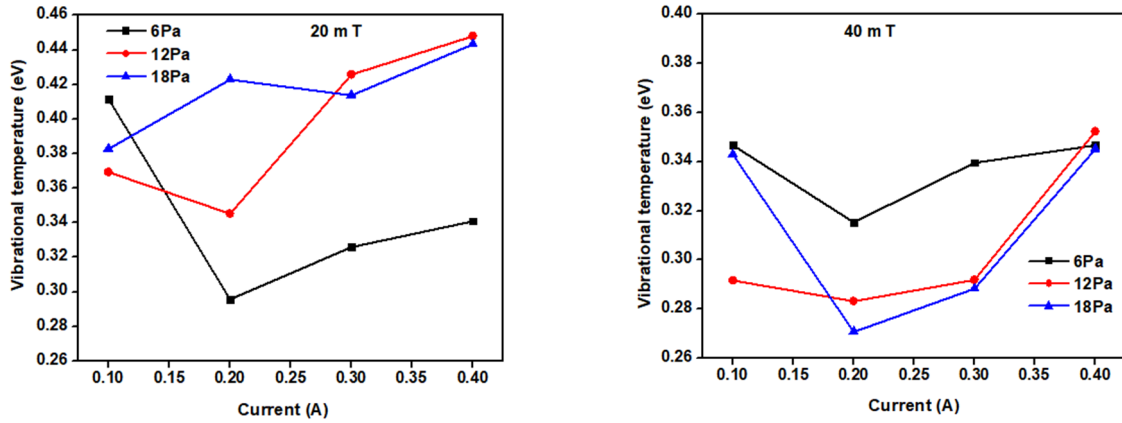 Vibrational temperature (eV)
0.46
0.44
0.42
0.40
0.38
0.36
0.34
0.32
0.30
0.28
0.26
6Pa
12Pa
18Pa
20 m T
0.10 0.15 0.20 0.25 0.30 0.35 0.40
Current (A)
Vibrational temperature (eV)
0.40
0.38
0.36
0.34
0.32
0.30
0.28
0.26
40 m T
6Pa
12Pa
18Pa
0.10 0.15 0.20 0.25 0.30 0.35 0.40
Current (A)